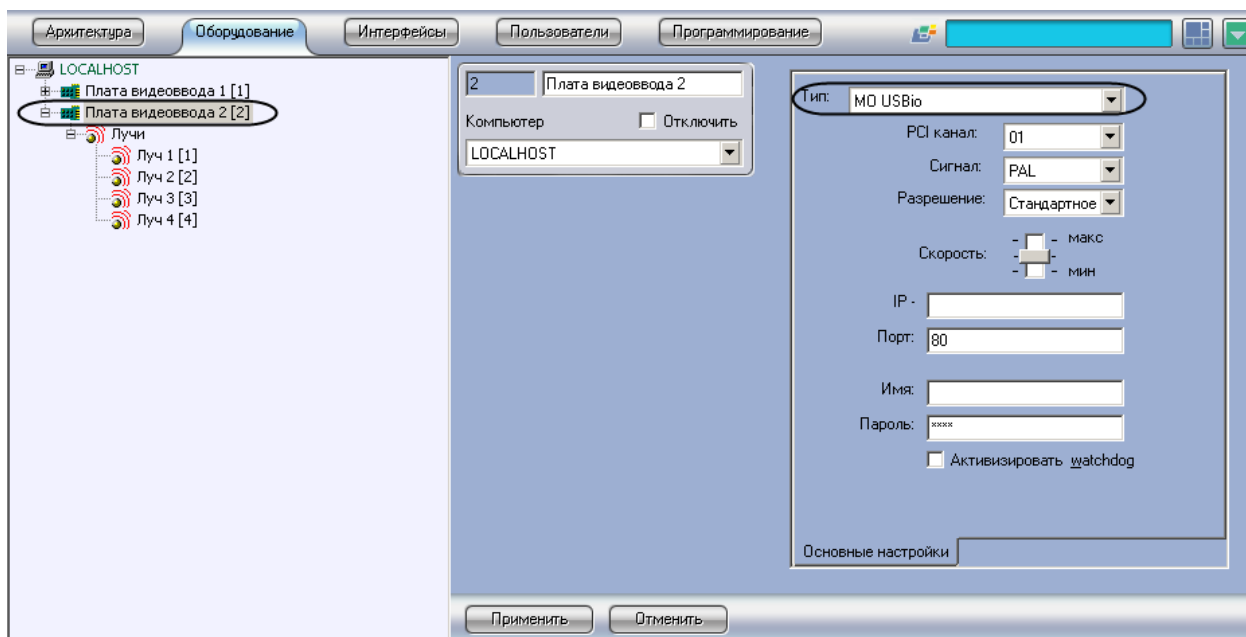 Архитектура Оборудование Интерфейсы Пользователи Программирование
LOCALHOST
Плата видеоввода 1 [1]
Плата видеоввода 2 [2]
Лучи
Луч 1 [1]
Луч 2 [2]
Луч 3 [3]
Луч 4 [4]
2 Плата видеоввода 2
Компьютер Отключить
LOCALHOST
Тип: МО USBio
PCI канал: 01
Сигнал: PAL
Разрешение: Стандартное
- - макс
Скорость: - -
- - мин
IP -
Порт: 80
Имя:
Пароль: ****
Активизировать watchdog
Основные настройки
Применить Отменить